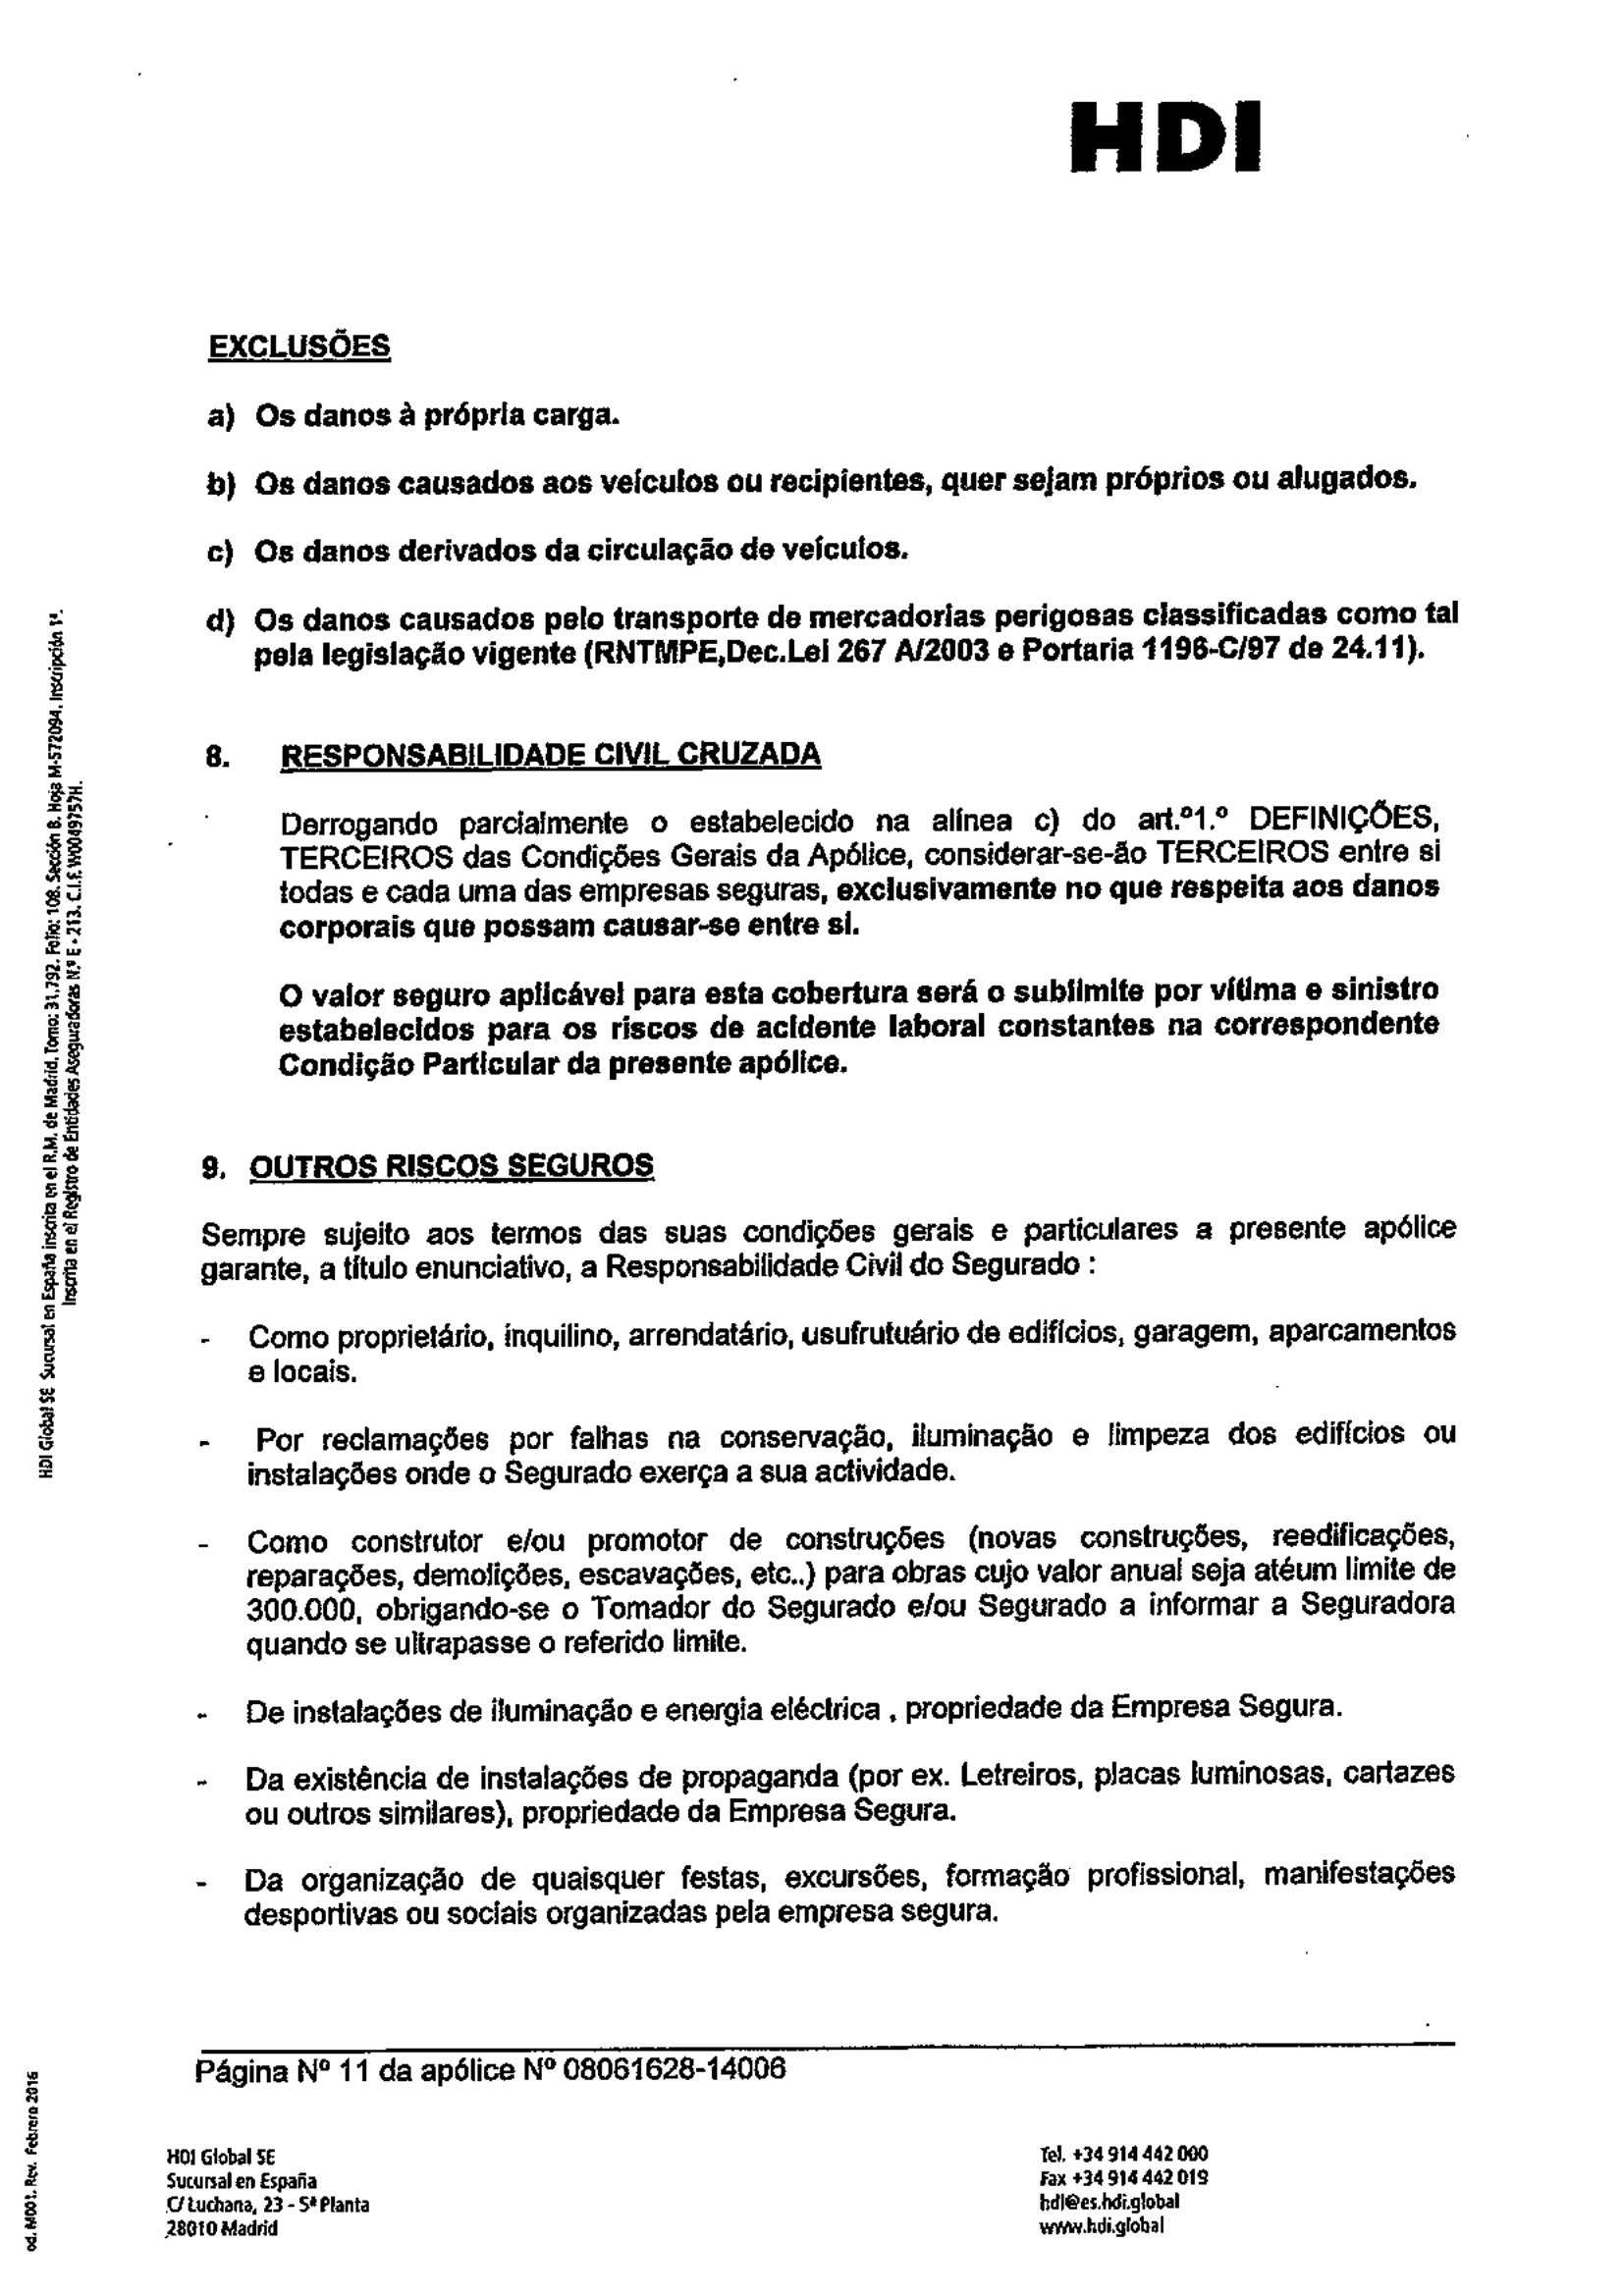 HDI
EXCLUSÕES
a) Os danos à própria carga.
b) Os danos causados aos veículos ou recipientes, quer sejam próprios ou alugados.
c) Os danos derivados da circulação de veículos.
d) Os danos causados pelo transporte de mercadorias perigosas classificadas como tal
pela legislação vigente (RNTMPE,Dec.Lei 267 A/2003 e Portaria 1196-C/97 de 24.11).
8. RESPONSABILIDADE CIVIL CRUZADA
Derrogando parcialmente o estabelecido na alínea c) do art.º1.º DEFINIÇÕES,
TERCEIROS das Condições Gerais da Apólice, considerar-se-ão TERCEIROS entre si
todas e cada uma das empresas seguras, exclusivamente no que respeita aos danos
corporais que possam causar-se entre si.
O valor seguro aplicável para esta cobertura será o sublimite por vítima e sinistro
estabelecidos para os riscos de acidente laboral constantes na correspondente
Condição Particular da presente apólice.
9. OUTROS RISCOS SEGUROS
Sempre sujeito aos termos das suas condições gerais e particulares a presente apólice
garante, a título enunciativo, a Responsabilidade Civil do Segurado :
- Como proprietário, inquilino, arrendatário, usufrutuário de edifícios, garagem, aparcamentos
e locais.
- Por reclamações por falhas na conservação, iluminação e limpeza dos edifícios ou
instalações onde o Segurado exerça a sua actividade.
- Como construtor e/ou promotor de construções (novas construções, reedificações,
reparações, demolições, escavações, etc..) para obras cujo valor anual seja atéum limite de
300.000, obrigando-se o Tomador do Segurado e/ou Segurado a informar a Seguradora
quando se ultrapasse o referido limite.
- De instalações de iluminação e energia eléctrica , propriedade da Empresa Segura.
- Da existência de instalações de propaganda (por ex. Letreiros, placas luminosas, cartazes
ou outros similares), propriedade da Empresa Segura.
- Da organização de quaisquer festas, excursões, formação profissional, manifestações
desportivas ou sociais organizadas pela empresa segura.
Página Nº 11 da apólice Nº 08061628-14006
HDI Global SE
Sucursal en España
C/ Luchana, 23 - 5ª Planta
28010 Madrid
Tel. +34 914 442 000
Fax +34 914 442 019
hdi@es.hdi.global
www.hdi.global
HDI Global SE Sucursal en España inscrita en el R.M. de Madrid. Tomo: 31.792. Folio: 108. Sección 8. Hoja M-572094. Inscripción 1ª.
Inscrita en el Registro de Entidades Aseguradoras N.º E - 213. C.I.F. W0049757H.
od. M001. Rev. Febrero 2016